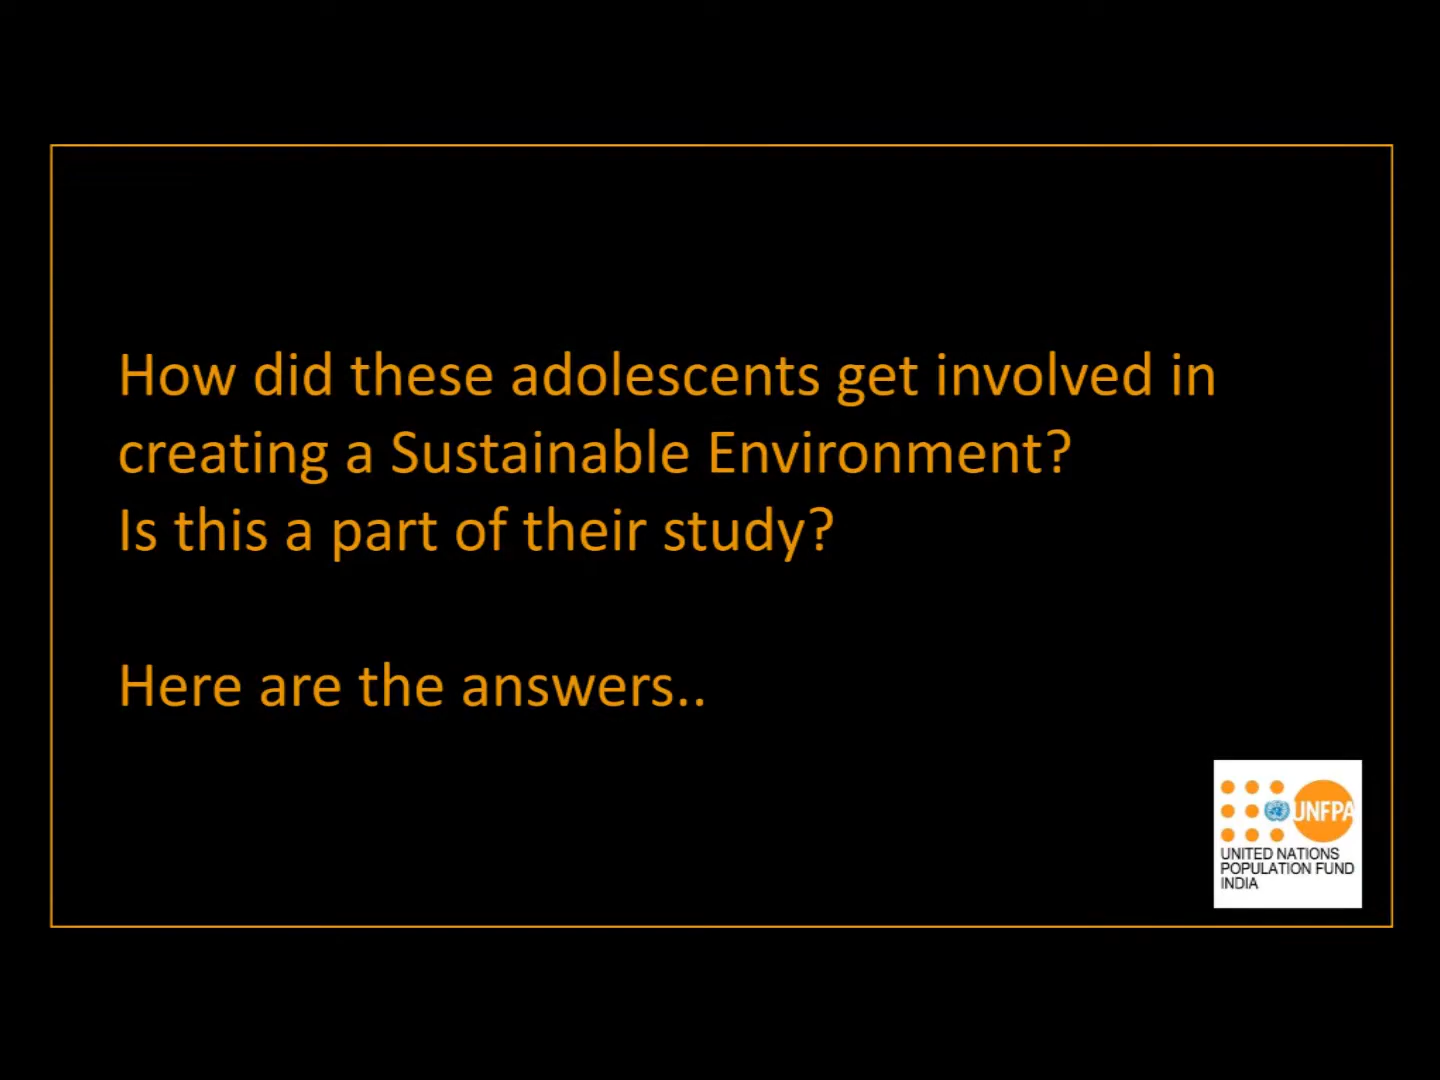 How did these adolescents get involved in
creating a Sustainable Environment?
Is this a part of their study?
Here are the answers..
UNFPA
UNITED NATIONS
POPULATION FUND
INDIA